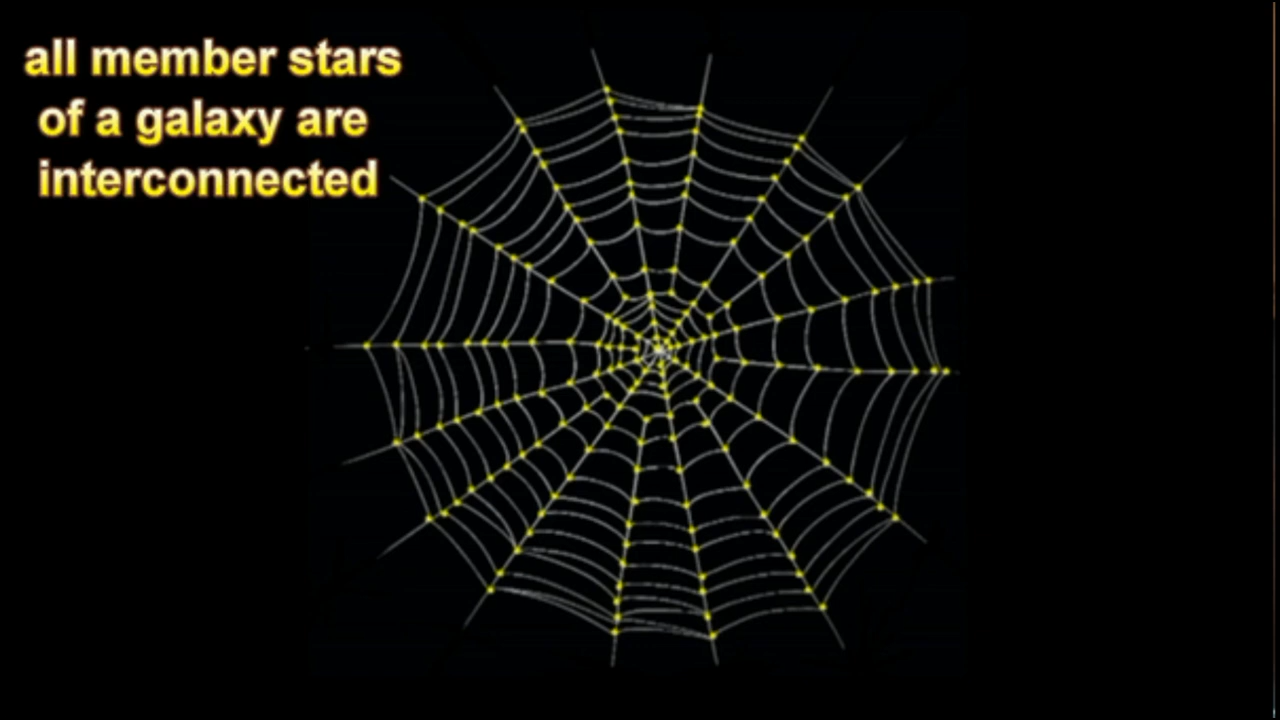 all member stars
of a galaxy are
interconnected